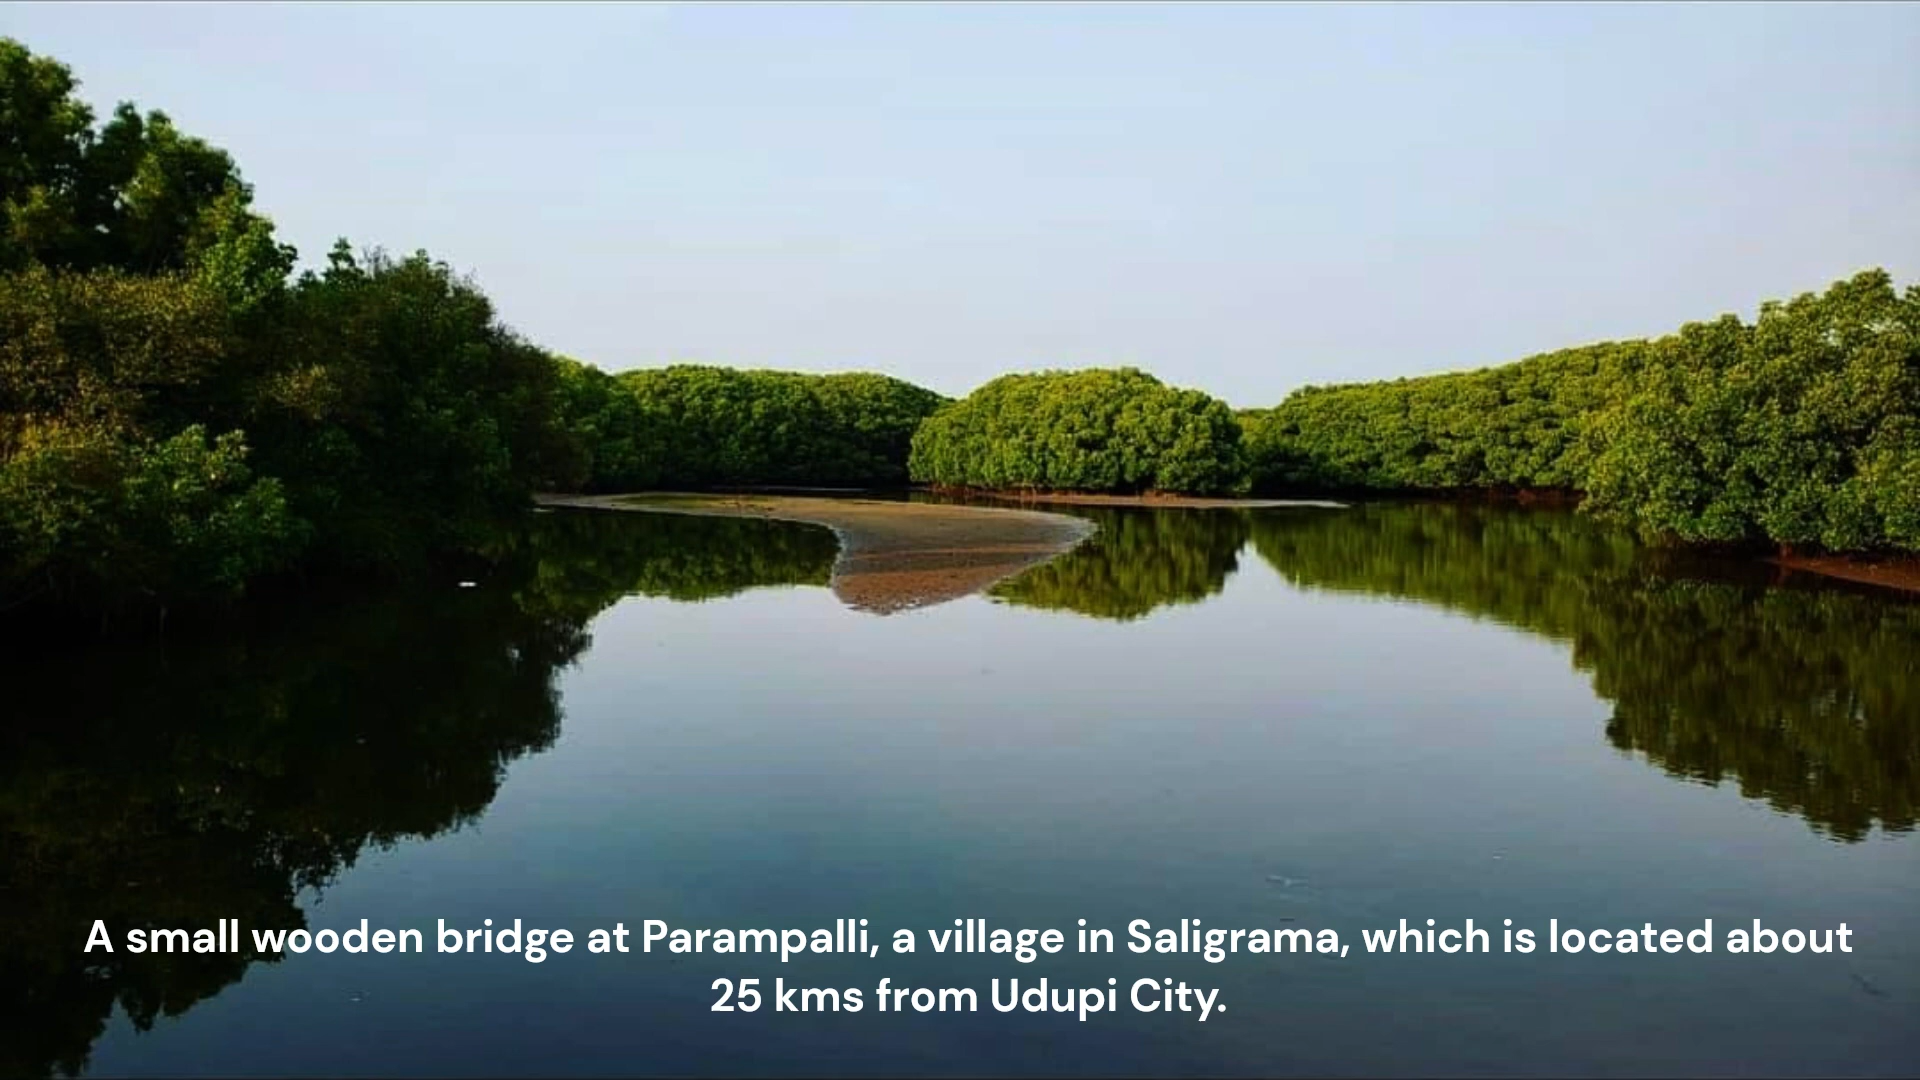 A small wooden bridge at Parampalli, a village in Saligrama, which is located about
25 kms from Udupi City.